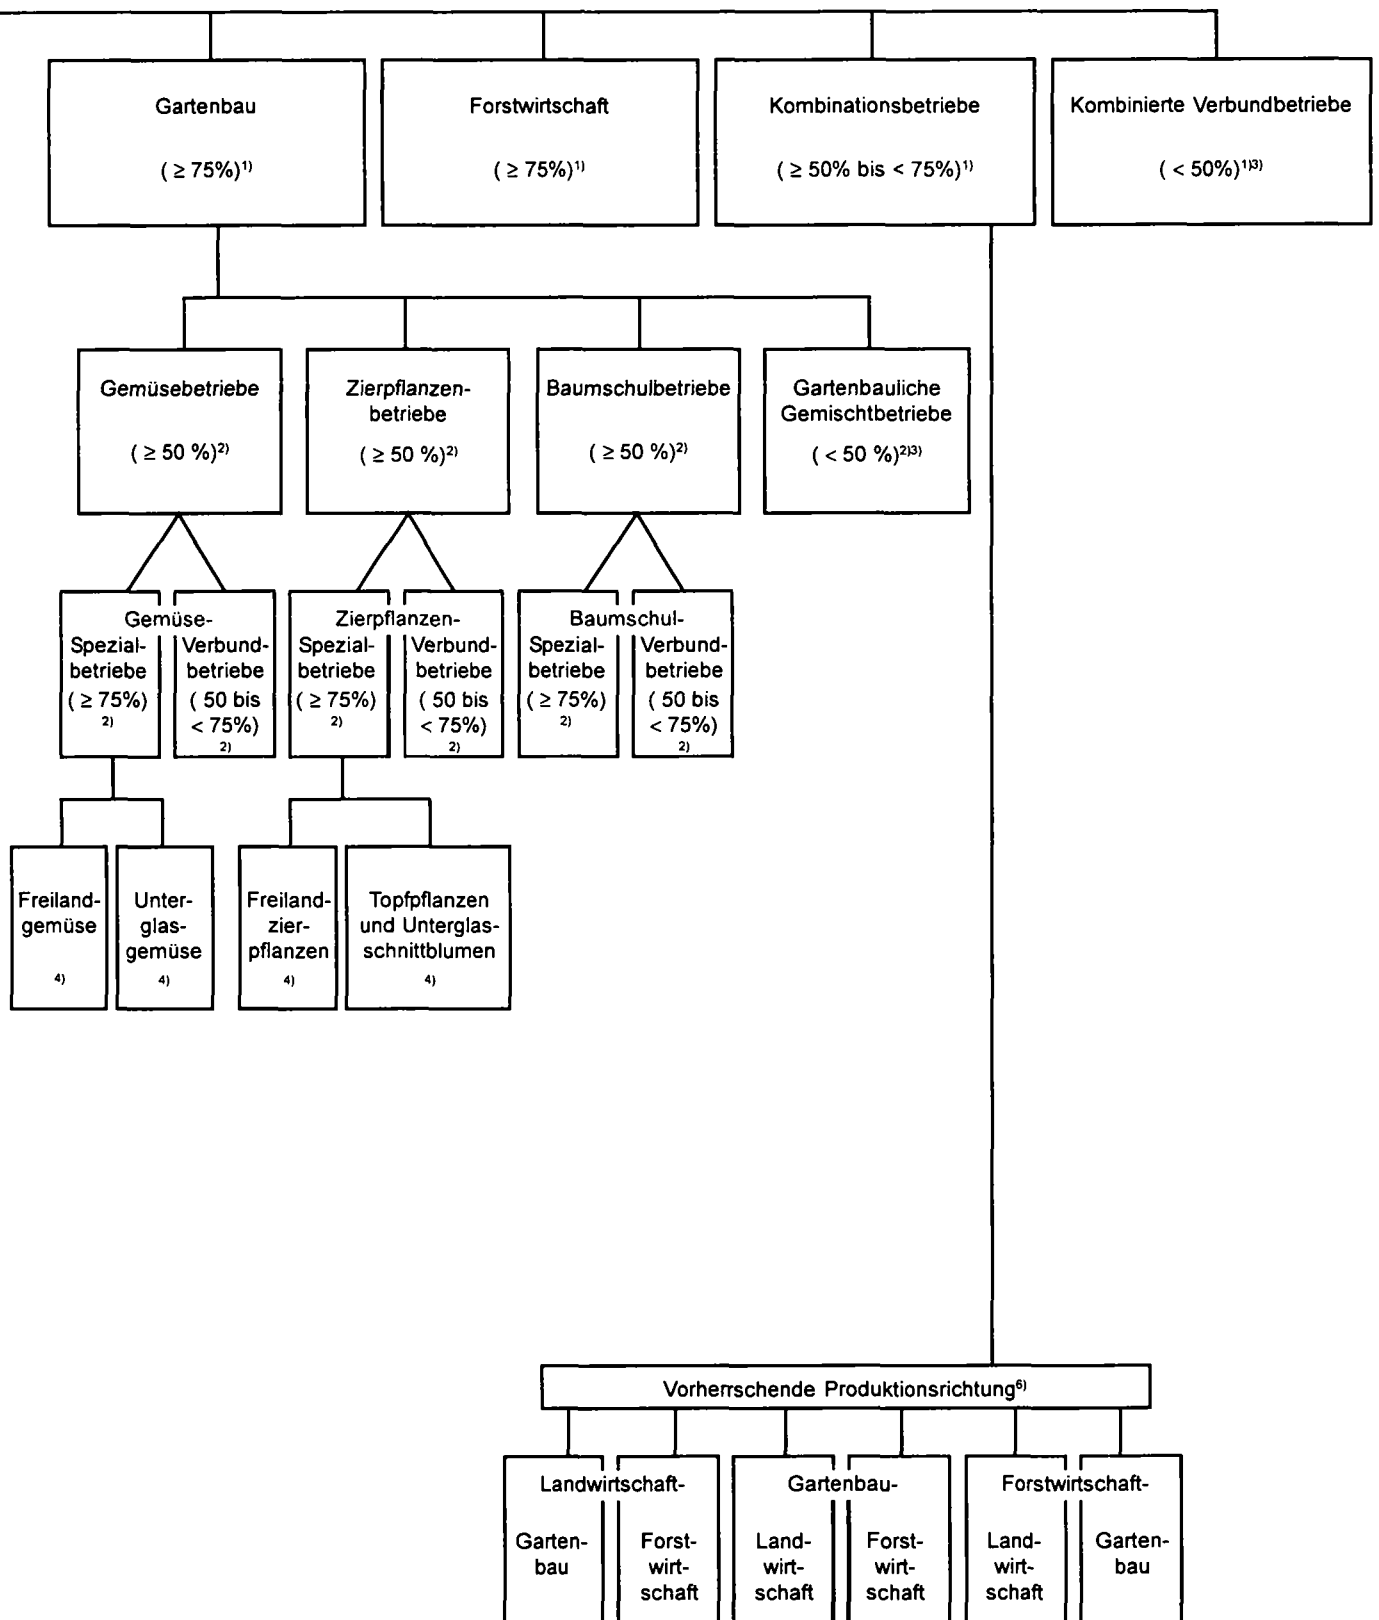 Gartenbau
( ≥ 75%)¹⁾
Forstwirtschaft
( ≥ 75%)¹⁾
Kombinationsbetriebe
( ≥ 50% bis < 75%)¹⁾
Kombinierte Verbundbetriebe
( < 50%)¹⁾³⁾
Gemüsebetriebe
( ≥ 50 %)²⁾
Zierpflanzen-
betriebe
( ≥ 50 %)²⁾
Baumschulbetriebe
( ≥ 50 %)²⁾
Gartenbauliche
Gemischtbetriebe
( < 50 %)²⁾³⁾
Gemüse-
Spezial-
betriebe
( ≥ 75%)
2)
Verbund-
betriebe
( 50 bis
< 75%)
2)
Zierpflanzen-
Spezial-
betriebe
( ≥ 75%)
2)
Verbund-
betriebe
( 50 bis
< 75%)
2)
Baumschul-
Spezial-
betriebe
( ≥ 75%)
2)
Verbund-
betriebe
( 50 bis
< 75%)
2)
Freiland-
gemüse
4)
Unter-
glas-
gemüse
4)
Freiland-
zier-
pflanzen
4)
Topfpflanzen
und Unterglas-
schnittblumen
4)
Vorherrschende Produktionsrichtung⁶⁾
Landwirtschaft-
Garten-
bau
Forst-
wirt-
schaft
Gartenbau-
Land-
wirt-
schaft
Forst-
wirt-
schaft
Forstwirtschaft-
Land-
wirt-
schaft
Garten-
bau